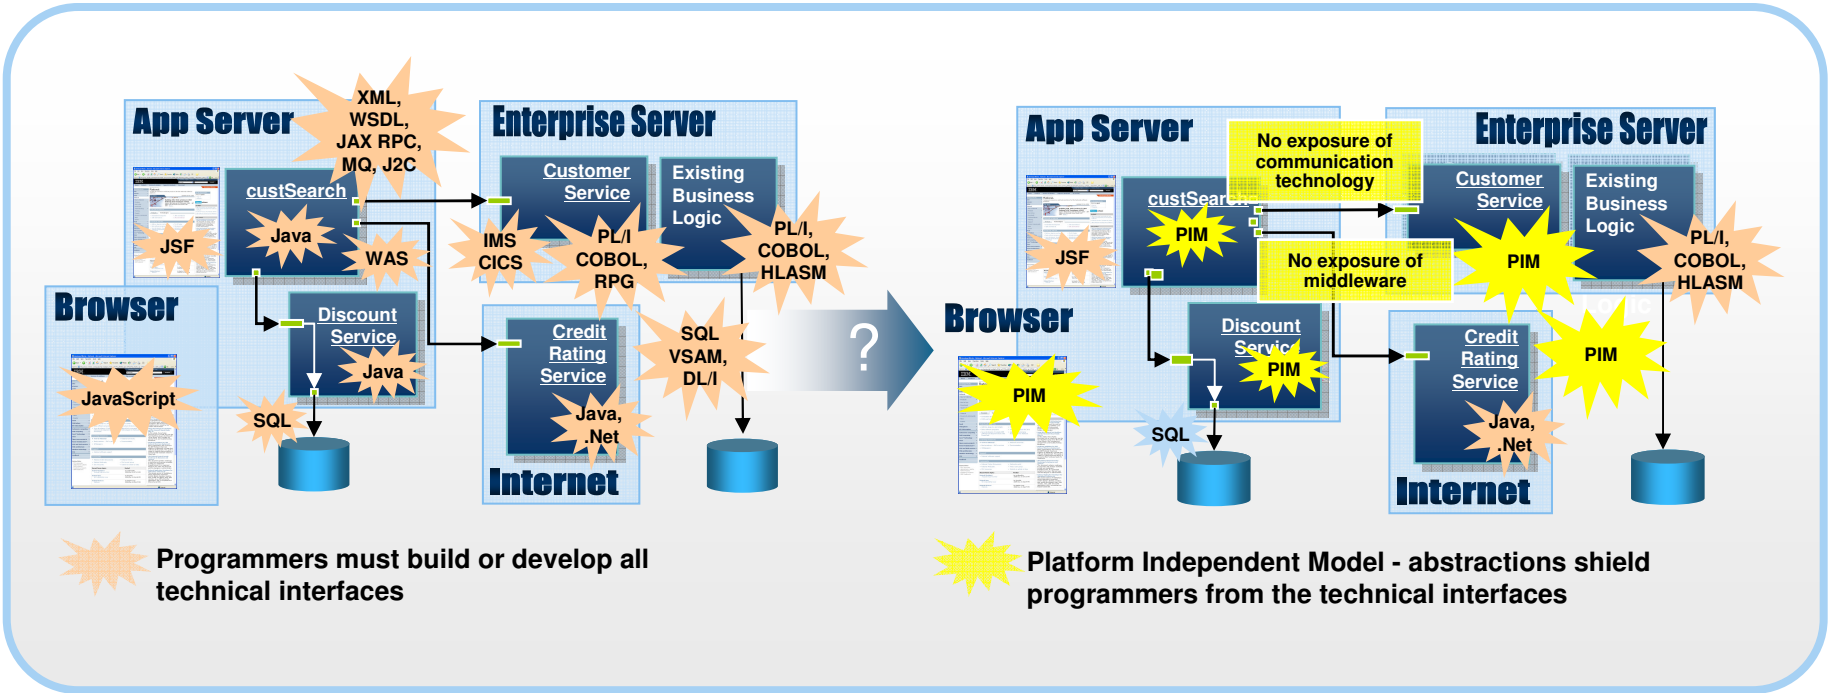 App Server
XML,
WSDL,
JAX RPC,
MQ, J2C
custSearch
JSF
Java
WAS
Browser
JavaScript
Discount
Service
Java
SQL
Enterprise Server
Customer
Service
Existing
Business
Logic
IMS
CICS
PL/I
COBOL,
RPG
PL/I,
COBOL,
HLASM
Credit
Rating
Service
SQL
VSAM,
DL/I
Java,
.Net
Internet
?
Programmers must build or develop all
technical interfaces
App Server
No exposure of
communication
technology
custSearch
JSF
PIM
No exposure of
middleware
Browser
PIM
Discount
Service
PIM
SQL
Enterprise Server
Customer
Service
Existing
Business
Logic
PIM
PL/I,
COBOL,
HLASM
Logic
Credit
Rating
Service
PIM
Java,
.Net
Internet
Platform Independent Model - abstractions shield
programmers from the technical interfaces